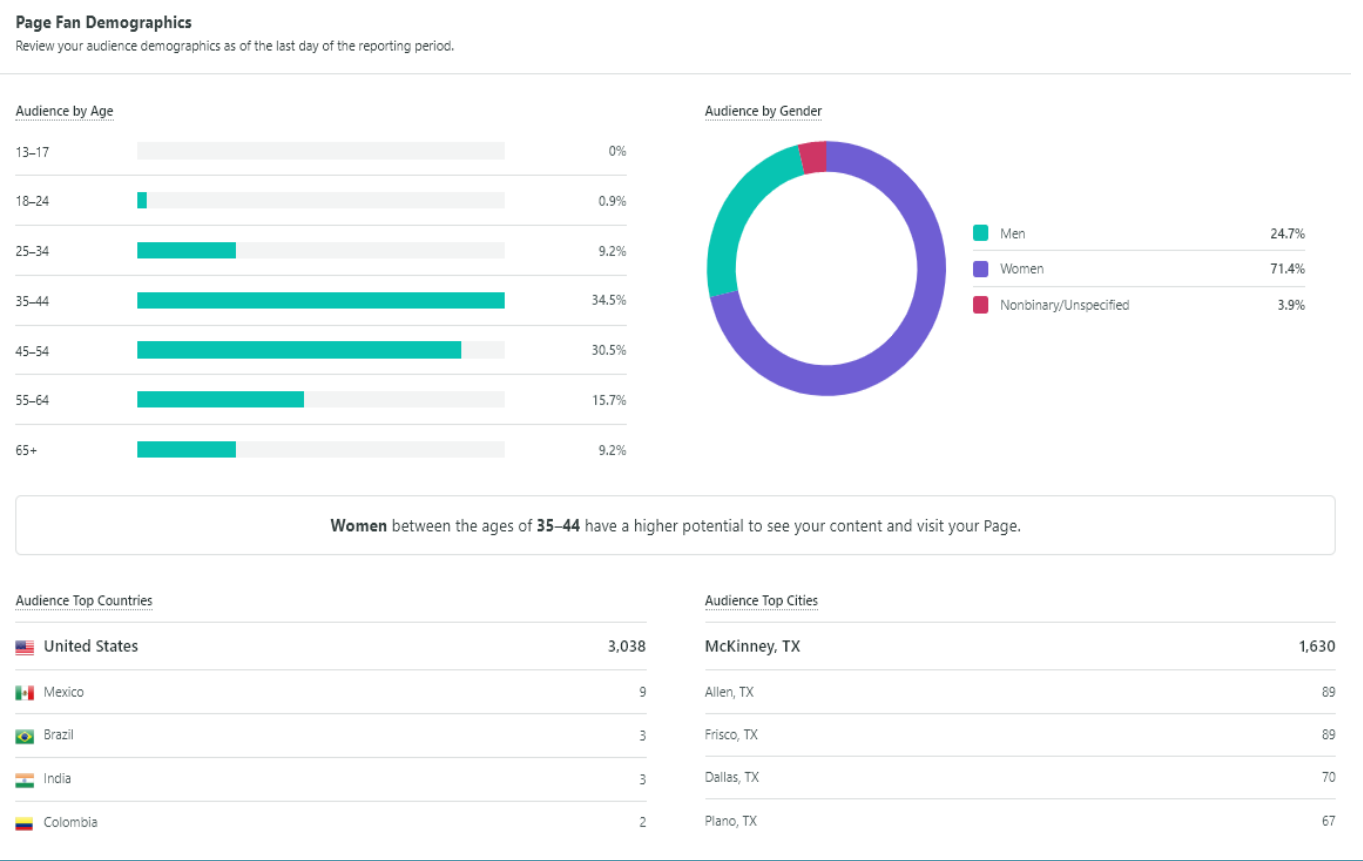 Page Fan Demographics
Review your audience demographics as of the last day of the reporting period.
Audience by Age
13–17 0%
18–24 0.9%
25–34 9.2%
35–44 34.5%
45–54 30.5%
55–64 15.7%
65+ 9.2%
Audience by Gender
Men 24.7%
Women 71.4%
Nonbinary/Unspecified 3.9%
Women between the ages of 35–44 have a higher potential to see your content and visit your Page.
Audience Top Countries
United States 3,038
Mexico 9
Brazil 3
India 3
Colombia 2
Audience Top Cities
McKinney, TX 1,630
Allen, TX 89
Frisco, TX 89
Dallas, TX 70
Plano, TX 67